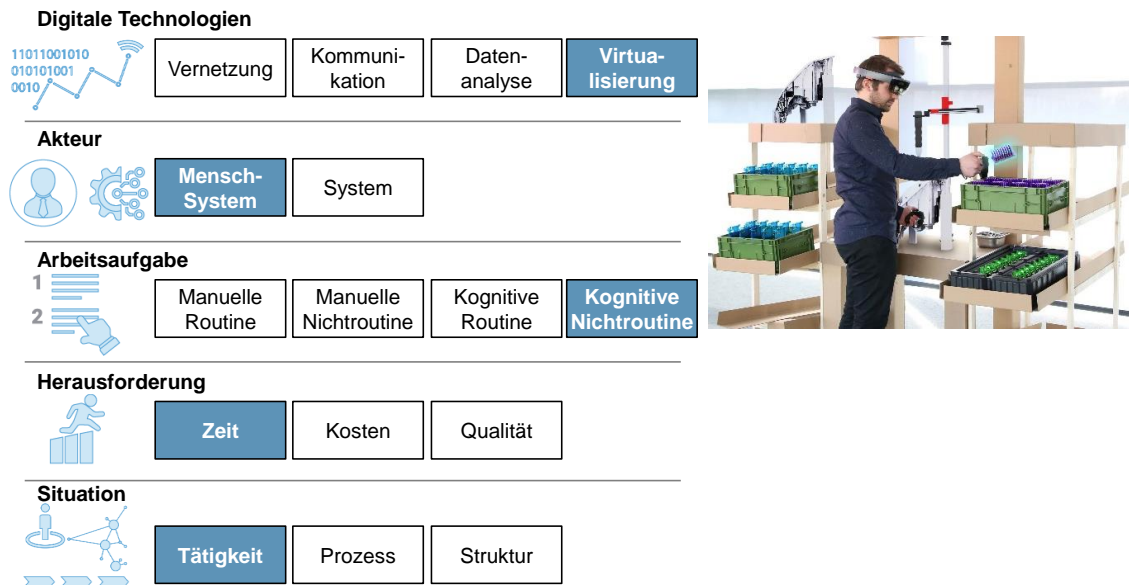 Digitale Technologien
11011001010
010101001
0010
Vernetzung
Kommuni-
kation
Daten-
analyse
Virtua-
lisierung
Akteur
Mensch-
System
System
Arbeitsaufgabe
1
2
Manuelle
Routine
Manuelle
Nichtroutine
Kognitive
Routine
Kognitive
Nichtroutine
Herausforderung
Zeit
Kosten
Qualität
Situation
Tätigkeit
Prozess
Struktur